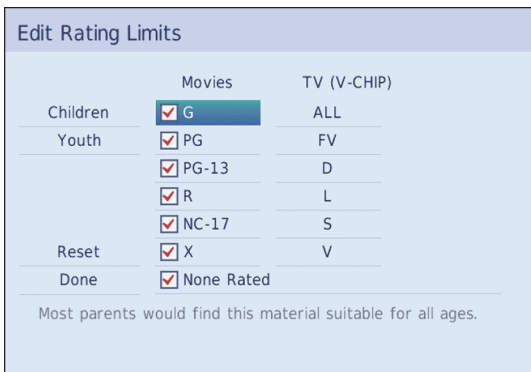 Edit Rating Limits
Movies TV (V-CHIP)
Children G ALL
Youth PG FV
PG-13 D
R L
NC-17 S
Reset X V
Done None Rated
Most parents would find this material suitable for all ages.